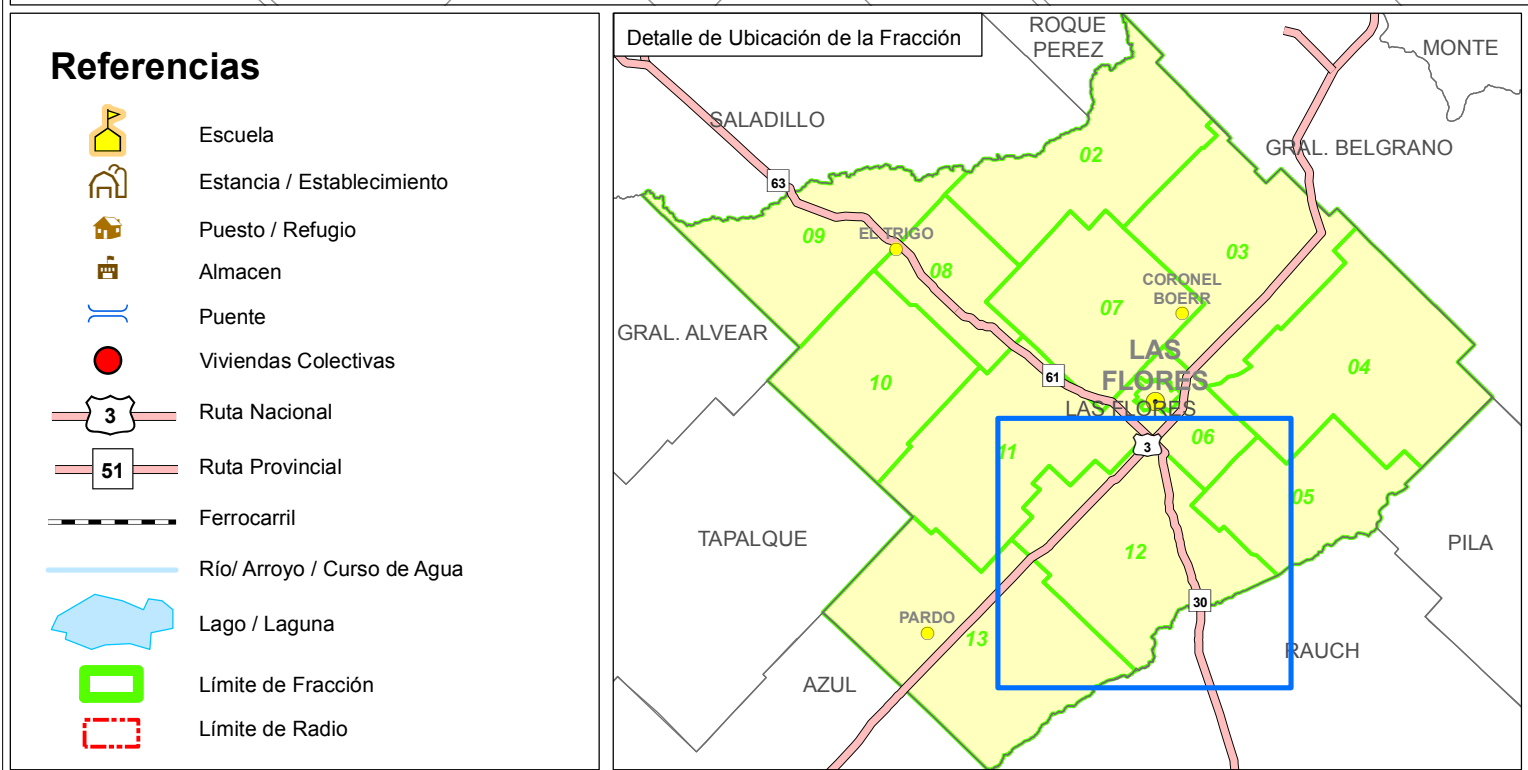 Referencias
Escuela
Estancia / Establecimiento
Puesto / Refugio
Almacen
Puente
Viviendas Colectivas
3
Ruta Nacional
51
Ruta Provincial
Ferrocarril
Río/ Arroyo / Curso de Agua
Lago / Laguna
Límite de Fracción
Límite de Radio
Detalle de Ubicación de la Fracción
ROQUE
PEREZ
MONTE
SALADILLO
GRAL. BELGRANO
02
63
09
EL TRIGO
08
03
CORONEL
BOERR
07
GRAL. ALVEAR
LAS
FLORES
61
04
10
LAS FLORES
06
3
11
05
TAPALQUE
12
PILA
30
PARDO
13
RAUCH
AZUL